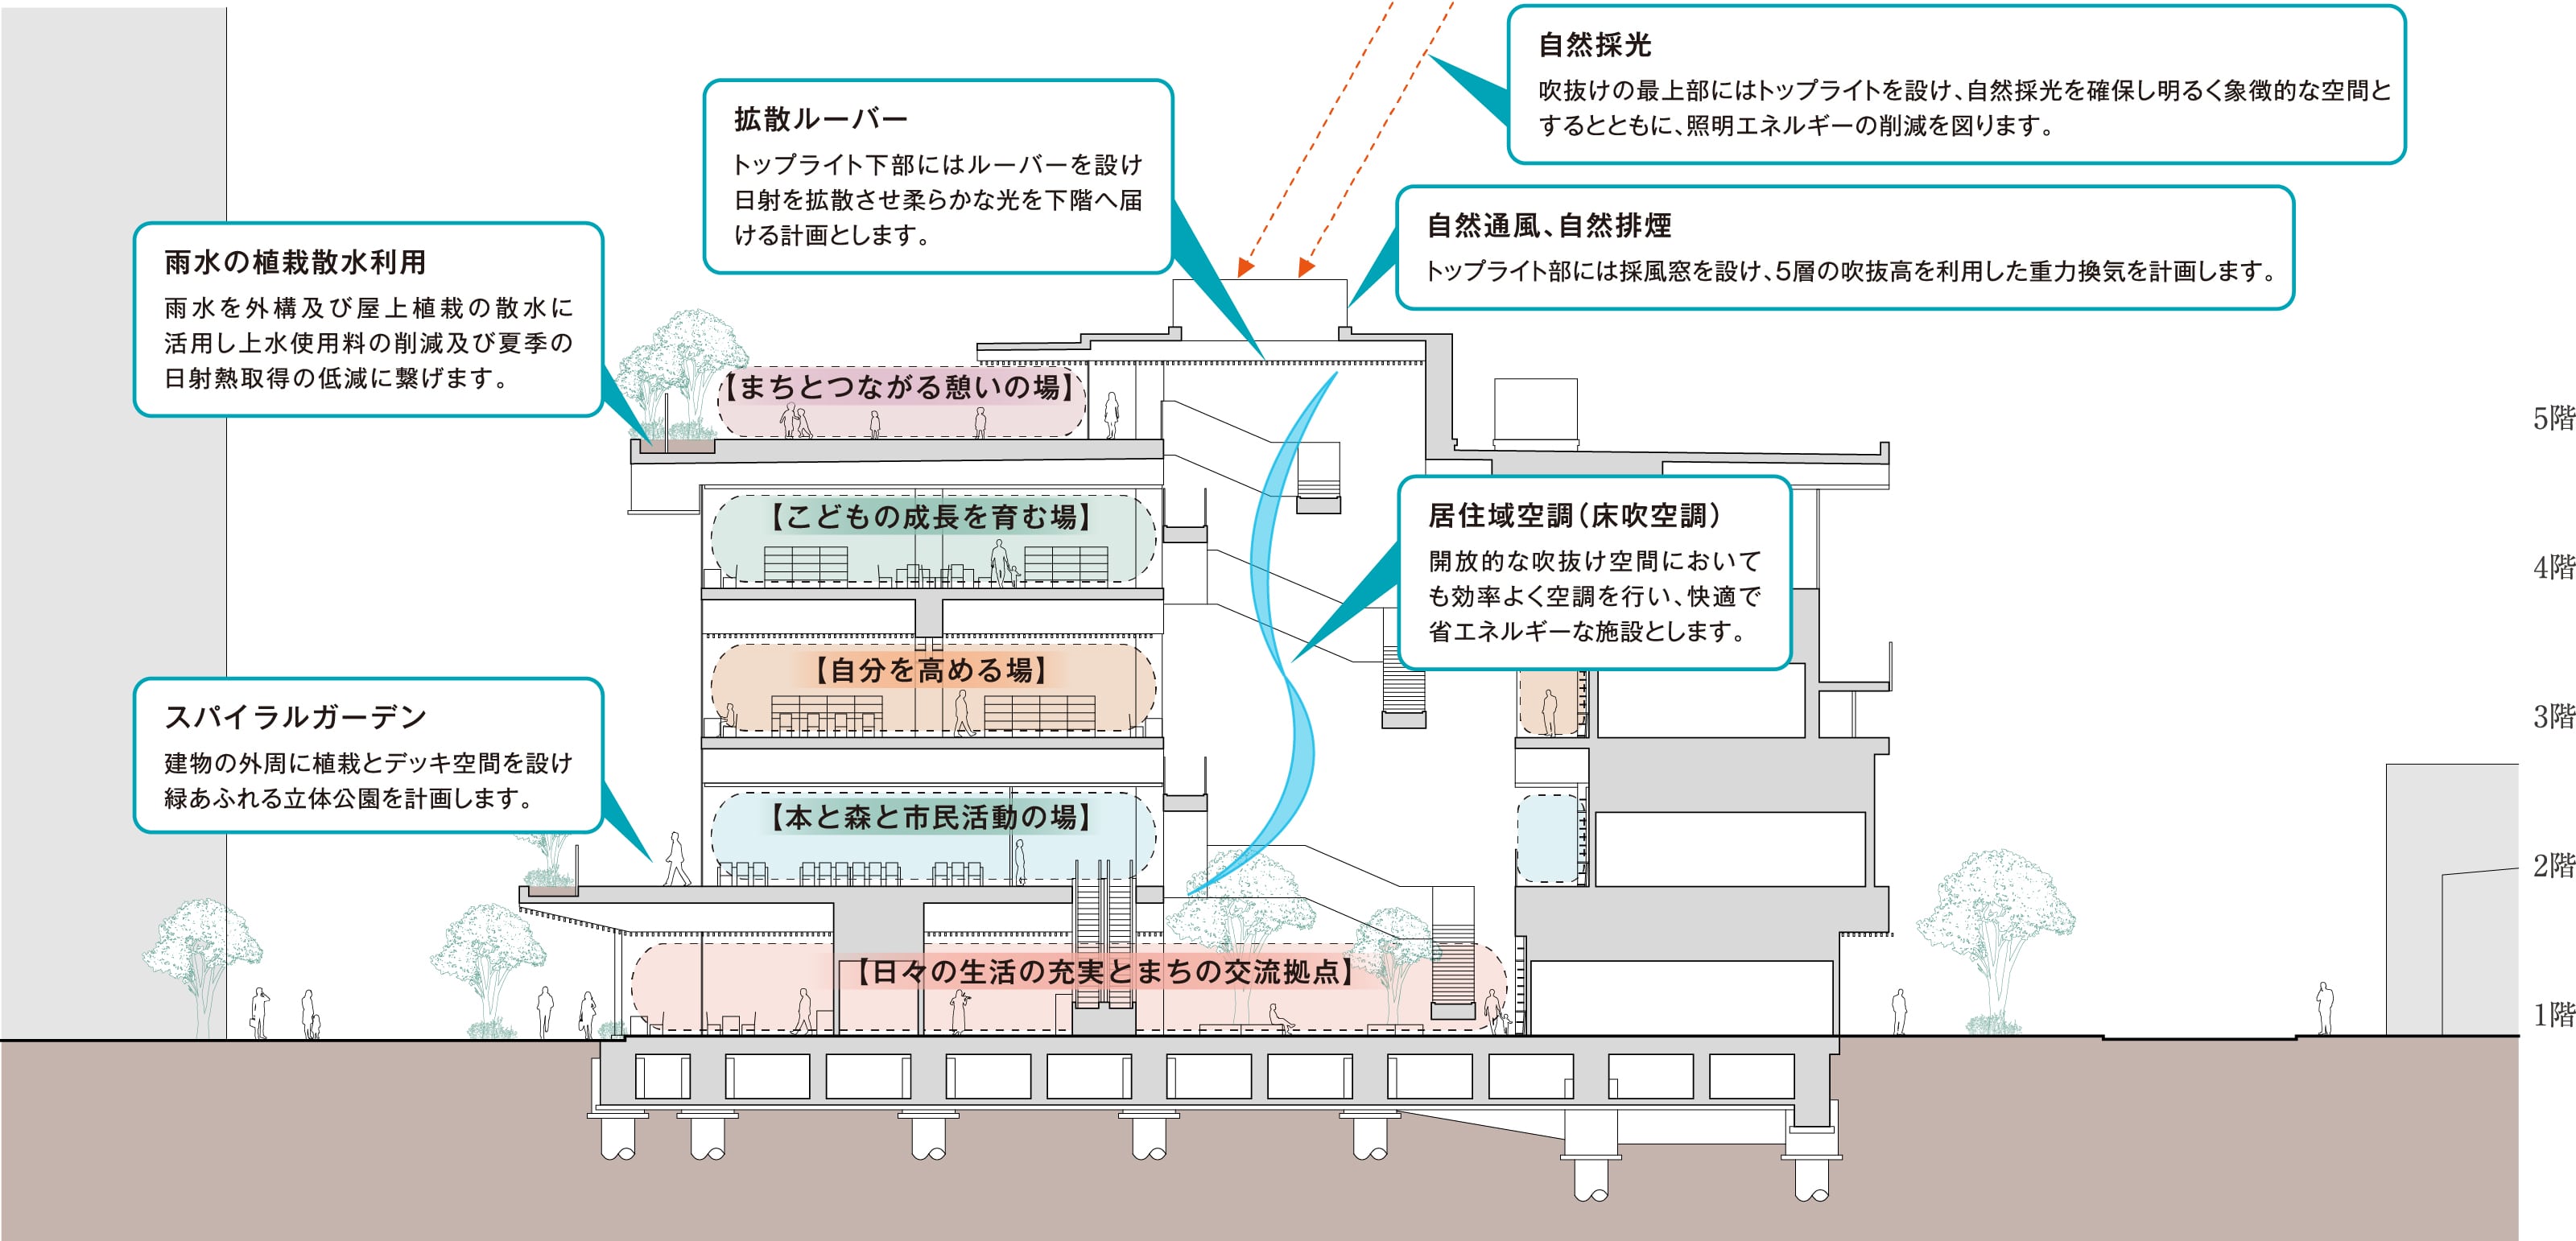 自然採光
吹抜けの最上部にはトップライトを設け、自然採光を確保し明るく象徴的な空間と
するとともに、照明エネルギーの削減を図ります。
拡散ルーバー
トップライト下部にはルーバーを設け
日射を拡散させ柔らかな光を下階へ届
ける計画とします。
自然通風、自然排煙
トップライト部には採風窓を設け、5層の吹抜高を利用した重力換気を計画します。
雨水の植栽散水利用
雨水を外構及び屋上植栽の散水に
活用し上水使用料の削減及び夏季の
日射熱取得の低減に繋げます。
【まちとつながる憩いの場】
5階
【こどもの成長を育む場】
居住域空調（床吹空調）
開放的な吹抜け空間において
も効率よく空調を行い、快適で
省エネルギーな施設とします。
4階
【自分を高める場】
3階
スパイラルガーデン
建物の外周に植栽とデッキ空間を設け
緑あふれる立体公園を計画します。
【本と森と市民活動の場】
2階
【日々の生活の充実とまちの交流拠点】
1階